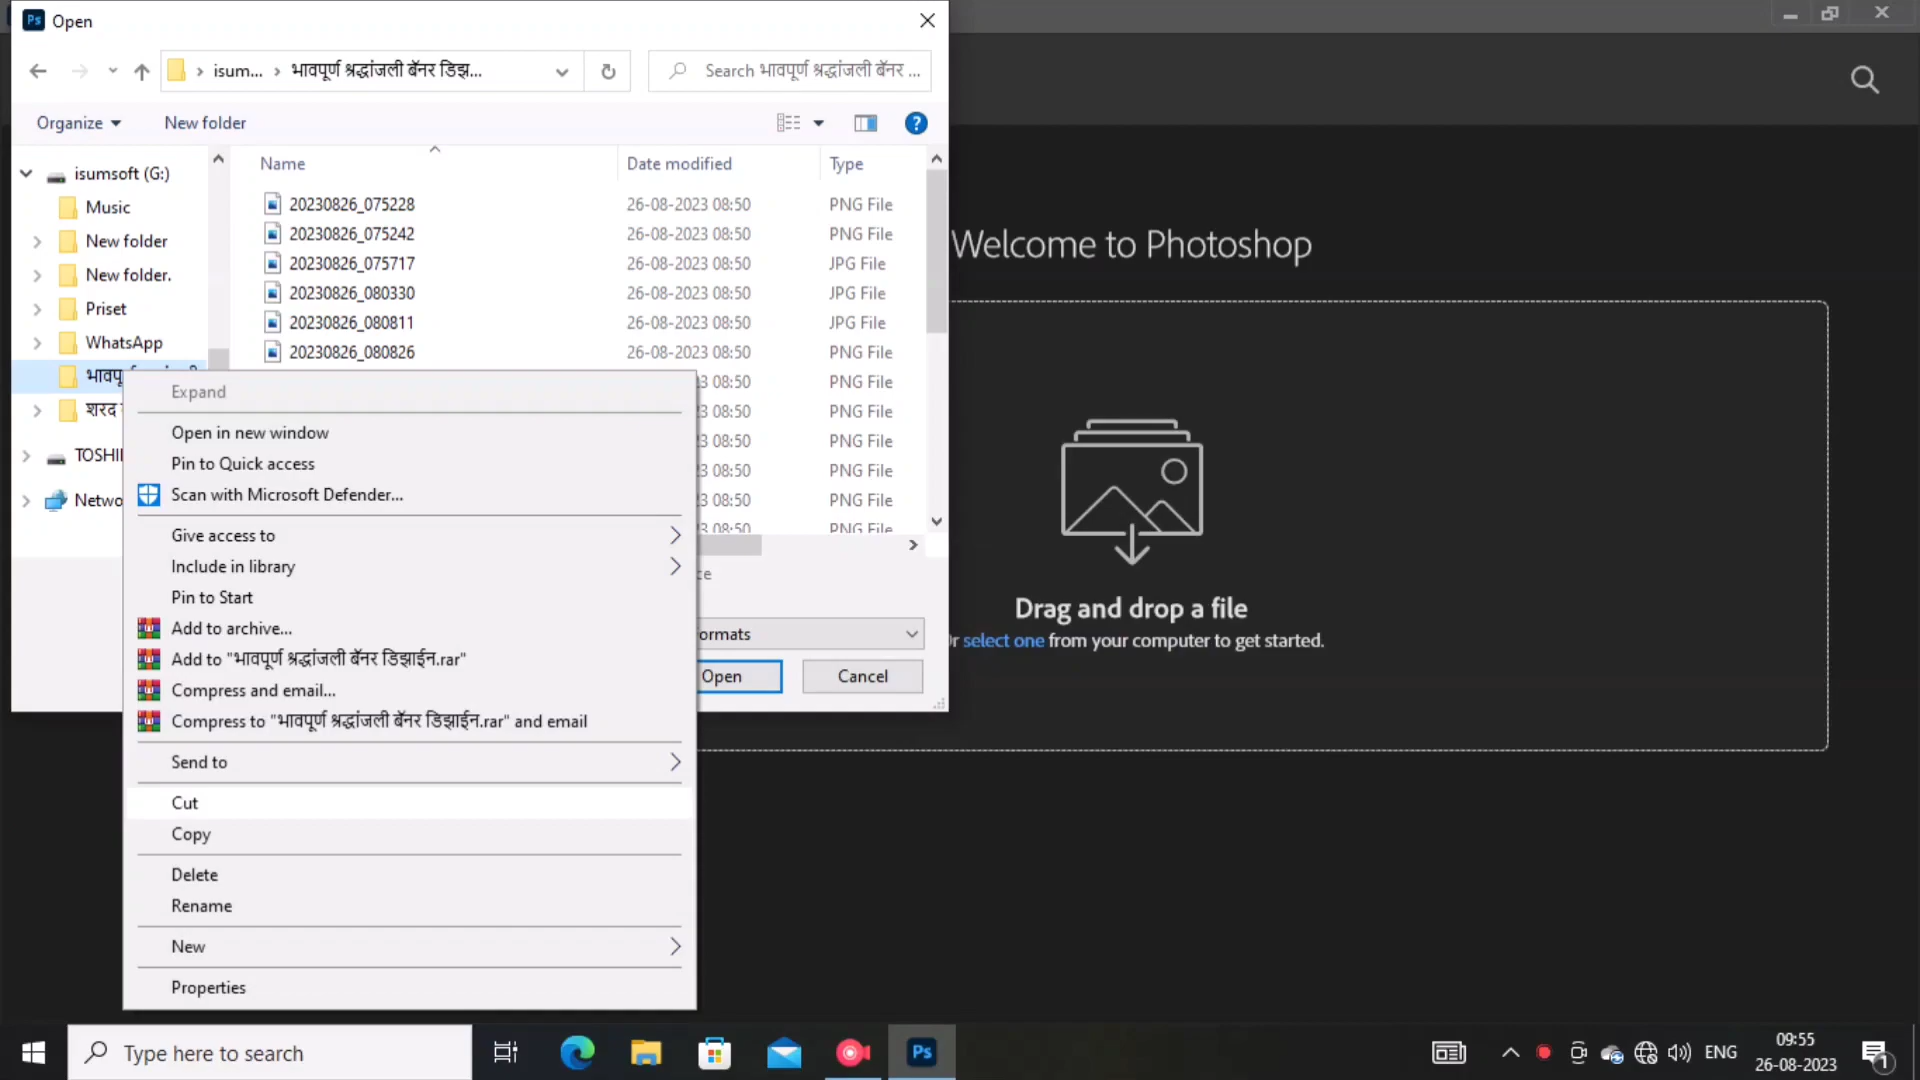 Ps Open
isum... भावपूर्ण श्रद्धांजली बॅनर डिझ...
Search भावपूर्ण श्रद्धांजली बॅनर ...
Organize New folder
Name Date modified Type
isumsoft (G:)
Music
New folder
New folder.
Priset
WhatsApp
भावपू
शरद
TOSHI
Netwo
20230826_075228 26-08-2023 08:50 PNG File
20230826_075242 26-08-2023 08:50 PNG File
20230826_075717 26-08-2023 08:50 JPG File
20230826_080330 26-08-2023 08:50 JPG File
20230826_080811 26-08-2023 08:50 JPG File
20230826_080826 26-08-2023 08:50 PNG File
3 08:50 PNG File
3 08:50 PNG File
3 08:50 PNG File
3 08:50 PNG File
3 08:50 PNG File
3 08:50 PNG File
ce
ormats
Open Cancel
Expand
Open in new window
Pin to Quick access
Scan with Microsoft Defender...
Give access to
Include in library
Pin to Start
Add to archive...
Add to "भावपूर्ण श्रद्धांजली बॅनर डिझाईन.rar"
Compress and email...
Compress to "भावपूर्ण श्रद्धांजली बॅनर डिझाईन.rar" and email
Send to
Cut
Copy
Delete
Rename
New
Properties
Welcome to Photoshop
Drag and drop a file
r select one from your computer to get started.
Type here to search
Ps
ENG
09:55
26-08-2023
1